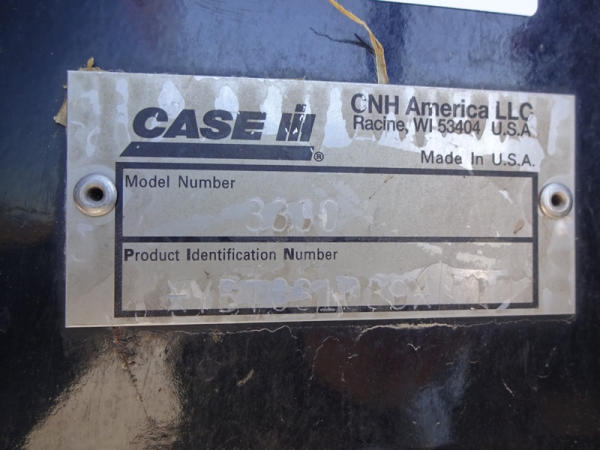 CASE IH
®
CNH America LLC
Racine, WI 53404 U.S.A
Made In U.S.A.
Model Number
Product Identification Number